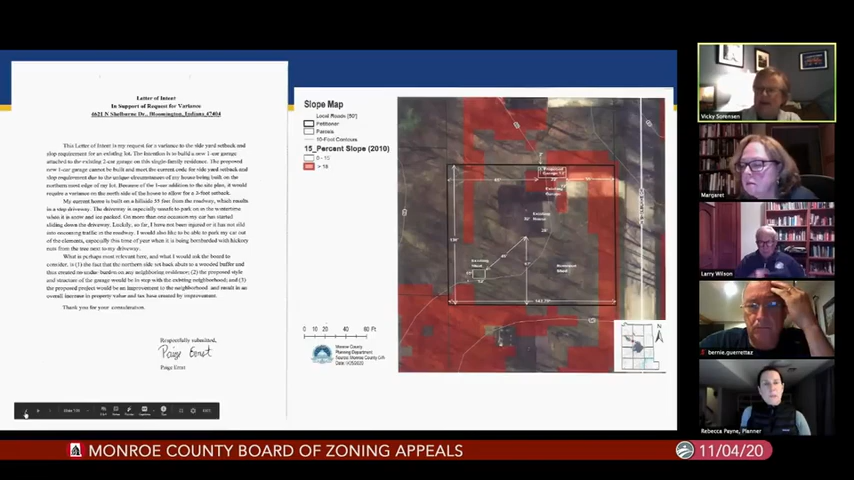 Letter of Intent
In Support of Request for Variance
4621 N Shelburne Dr., Bloomington, Indiana 47404
This Letter of Intent is my request for a variance to the side yard setback and
slop requirement for an existing lot. The intention is to build a new 1-car garage
attached to the existing 2-car garage on this single family residence. The proposed
new 1-car garage cannot be built and meet the current code for side yard setback and
slop requirement due to the unique circumstances of my house being built on the
northern most edge of my lot. Because of the 1-car addition to the site plan, it would
require a variance on the north side of the house to allow for a 5-foot setback.
My current home is built on a hillside 55 feet from the roadway, which results
in a step driveway. The driveway is especially unsafe to park on in the wintertime
when it is snow and ice packed. On more than one occasion my car has started
sliding down the driveway. Luckily, so far, I have not been injured or it has not slid
into oncoming traffic in the roadway. I would also like to be able to park my car out
of the elements, especially this time of year when it is being bombarded with hickory
nuts from the tree next to my driveway.
What is perhaps most relevant here, and what I would ask the board to
consider, is (1) the fact that the northern side yard set back abuts to a wooded buffer and
thus created no undue burden on any neighboring residence; (2) the proposed style
and structure of the garage would be in step with the existing neighborhood; and (3)
the proposed project would be an improvement to the neighborhood and result in an
overall increase in property value and tax base created by improvement.
Thank you for your consideration.
Respectfully submitted,
Paige Ernst
Paige Ernst
Slope Map
Local Roads [50']
Petitioner
Parcels
10-Foot Contours
15_Percent Slope (2010)
0 - 15
> 15
Existing
House
0 10 20 40 60 Ft
Monroe County
Planning Department
N
Vicky Sorensen
Margaret
Larry Wilson
bernie.guerrettaz
Rebecca Payne, Planner
MONROE COUNTY BOARD OF ZONING APPEALS
11/04/20